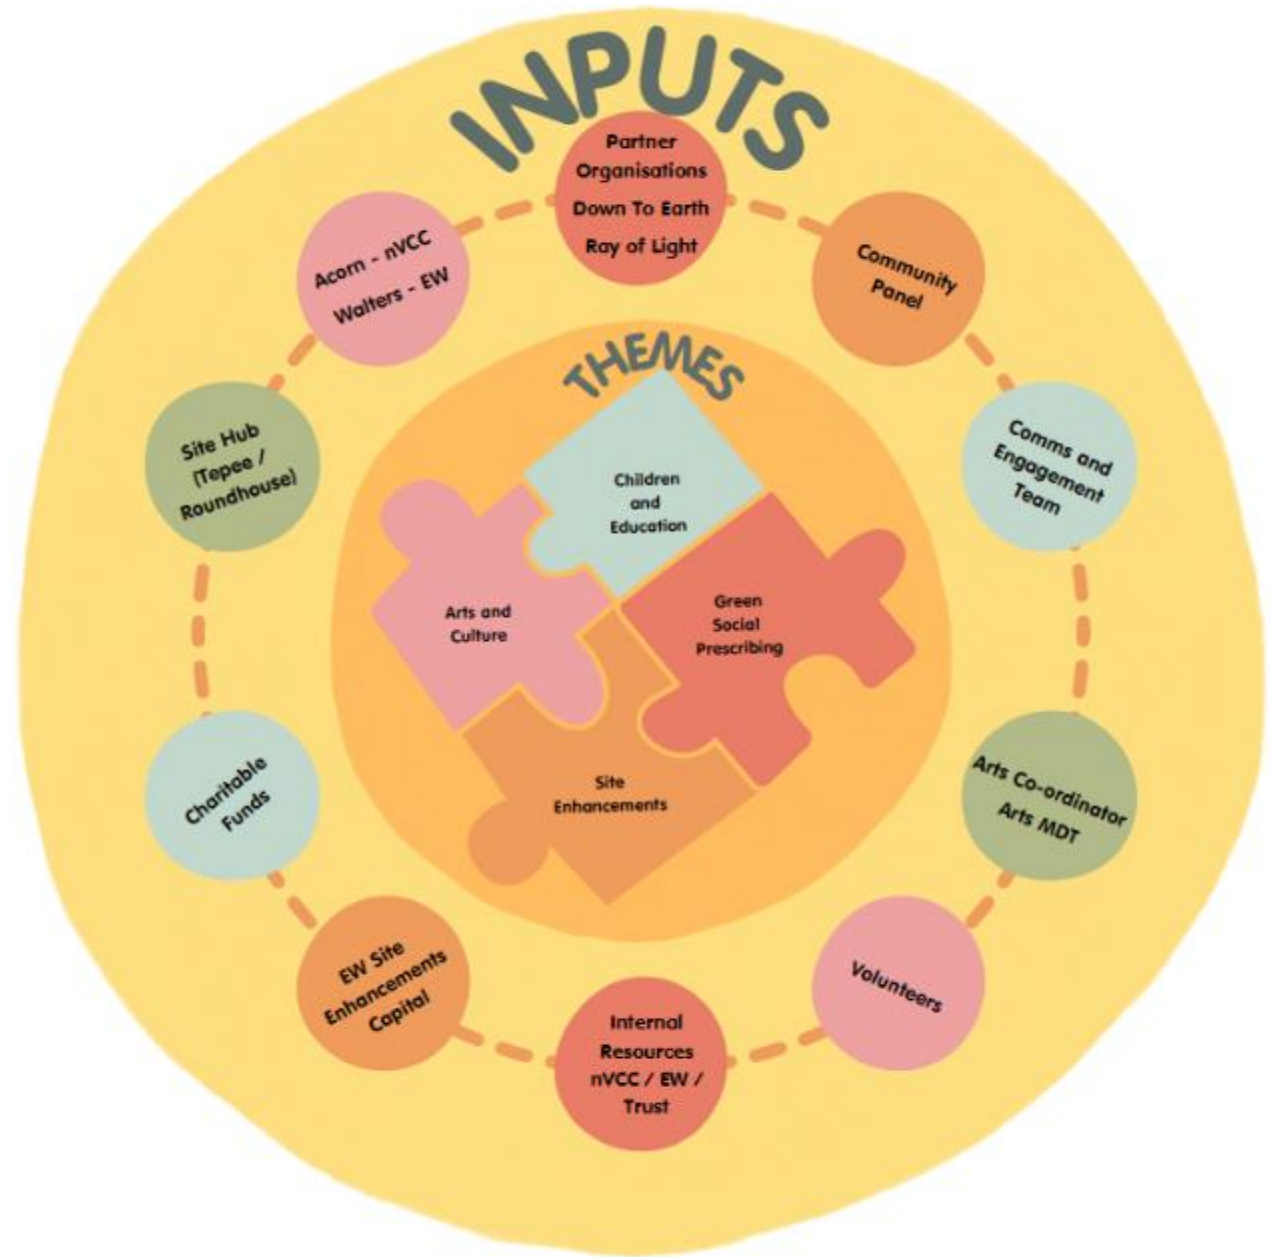 INPUTS
Partner
Organisations
Down To Earth
Ray of Light
Community
Panel
Comms and
Engagement
Team
Arts Co-ordinator
Arts MDT
Volunteers
Internal
Resources
nVCC / EW /
Trust
EW Site
Enhancements
Capital
Charitable
Funds
Site Hub
(Tepee /
Roundhouse)
Acorn - nVCC
Walters - EW
THEMES
Children
and
Education
Green
Social
Prescribing
Site
Enhancements
Arts and
Culture